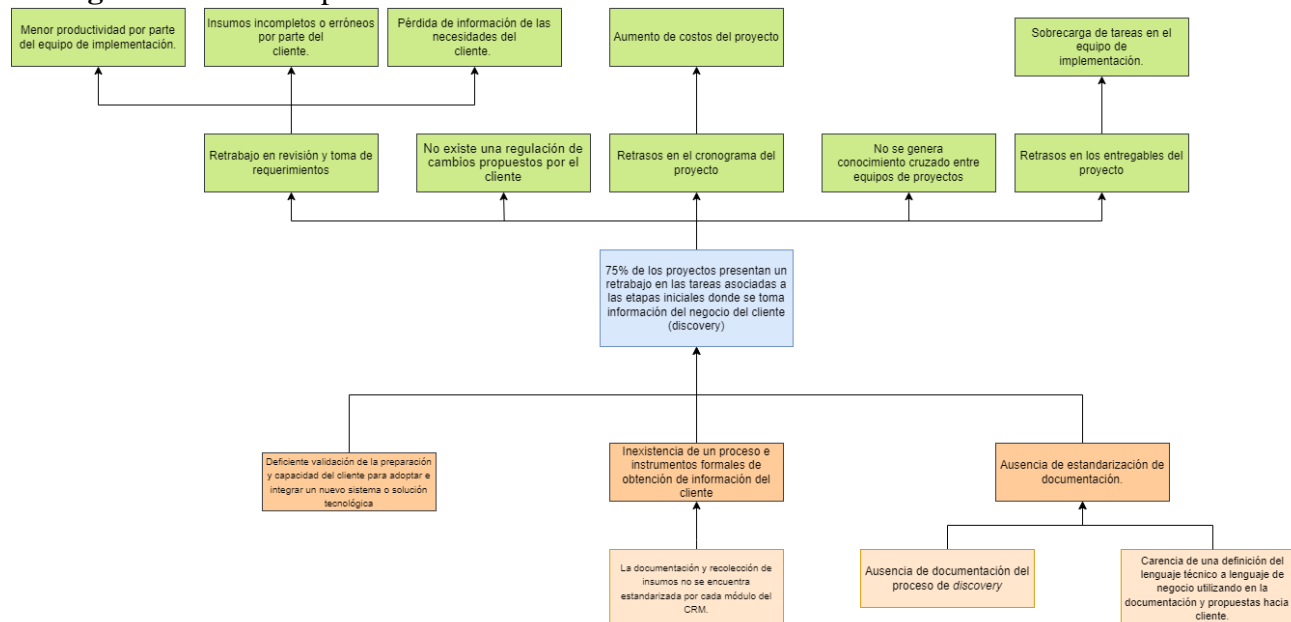 Menor productividad por parte
del equipo de implementación.
Insumos incompletos o erróneos
por parte del
cliente.
Pérdida de información de las
necesidades del
cliente.
Aumento de costos del proyecto
Sobrecarga de tareas en el
equipo de
implementación.
Retrabajo en revisión y toma de
requerimientos
No existe una regulación de
cambios propuestos por el
cliente
Retrasos en el cronograma del
proyecto
No se genera
conocimiento cruzado entre
equipos de proyectos
Retrasos en los entregables del
proyecto
75% de los proyectos presentan un
retrabajo en las tareas asociadas a
las etapas iniciales donde se toma
información del negocio del cliente
(discovery)
Deficiente validación de la preparación
y capacidad del cliente para adoptar e
integrar un nuevo sistema o solución
tecnológica
Inexistencia de un proceso e
instrumentos formales de
obtención de información del
cliente
Ausencia de estandarización de
documentación.
La documentación y recolección de
insumos no se encuentra
estandarizada por cada módulo del
CRM.
Ausencia de documentación del
proceso de discovery
Carencia de una definición del
lenguaje técnico a lenguaje de
negocio utilizando en la
documentación y propuestas hacia
cliente.